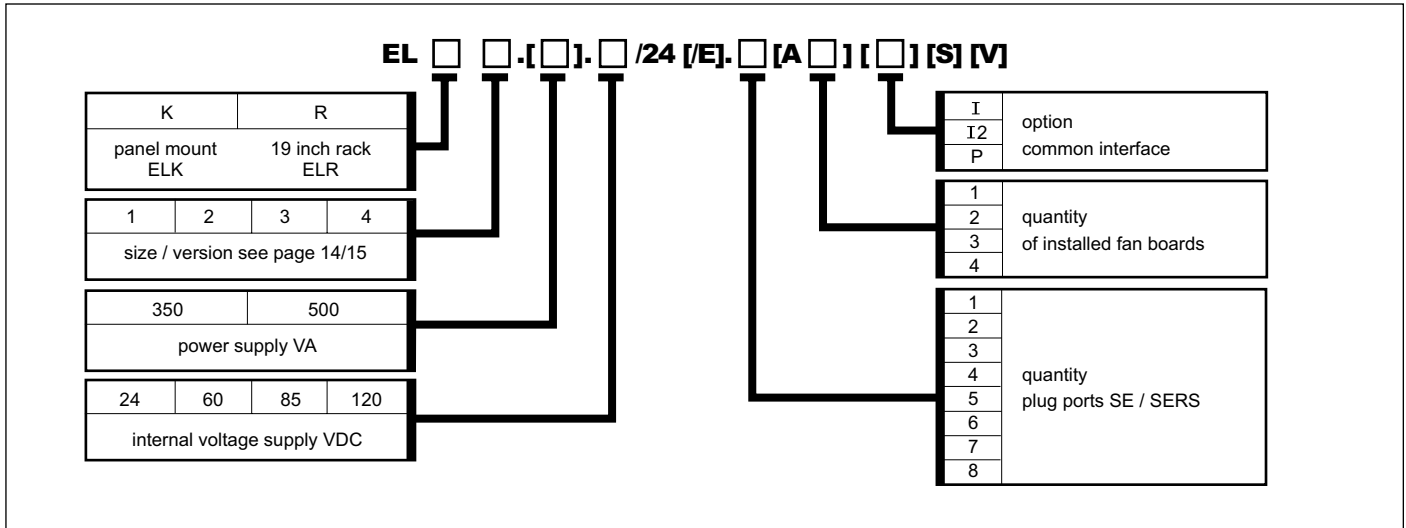 EL □ □.[□].□ /24 [/E].□ [A □] [□] [S] [V]
K R
panel mount 19 inch rack
ELK ELR
1 2 3 4
size / version see page 14/15
350 500
power supply VA
24 60 85 120
internal voltage supply VDC
I
I2
P
option
common interface
1
2
3
4
quantity
of installed fan boards
1
2
3
4
5
6
7
8
quantity
plug ports SE / SERS